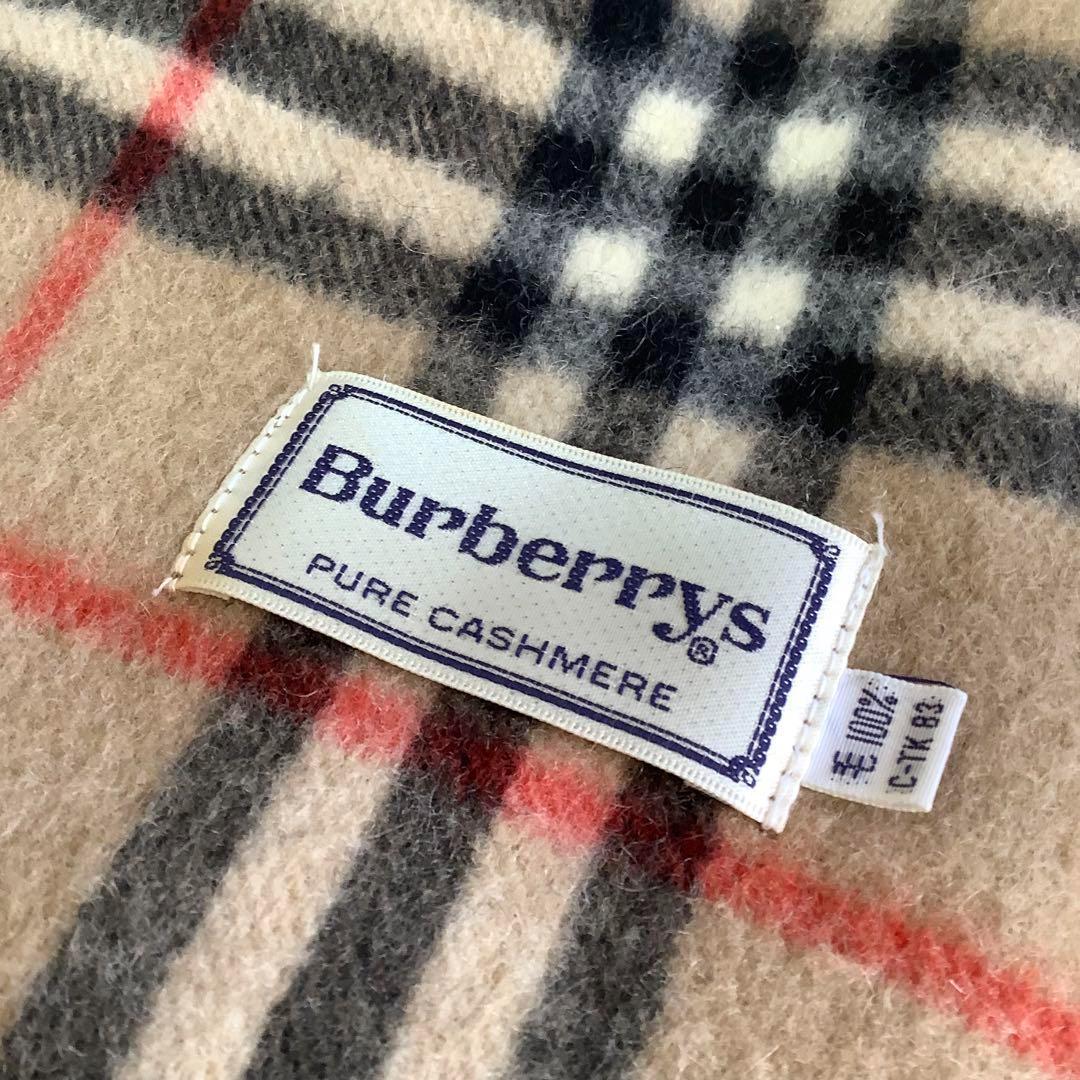 Burberrys®
PURE CASHMERE
毛 100%
C-TK 83